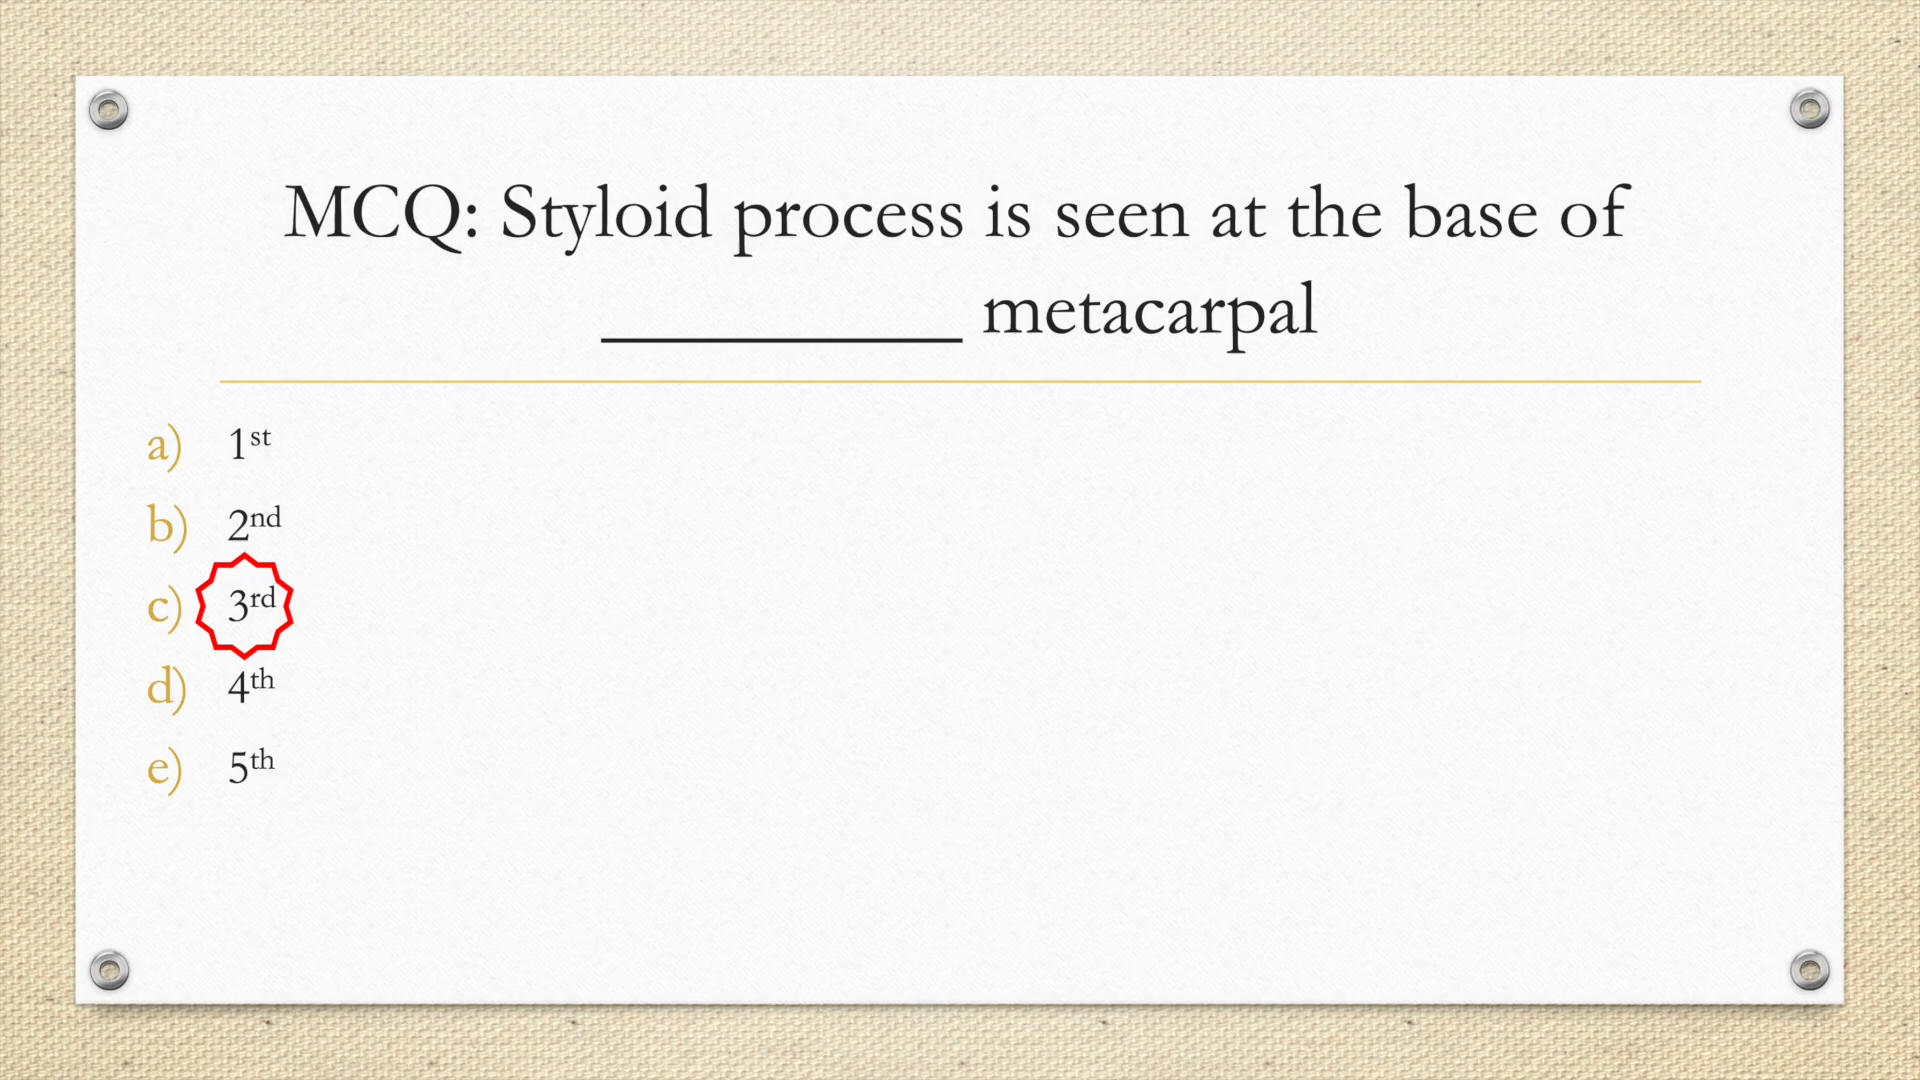 MCQ: Styloid process is seen at the base of
__________ metacarpal
a) 1st
b) 2nd
c) 3rd
d) 4th
e) 5th